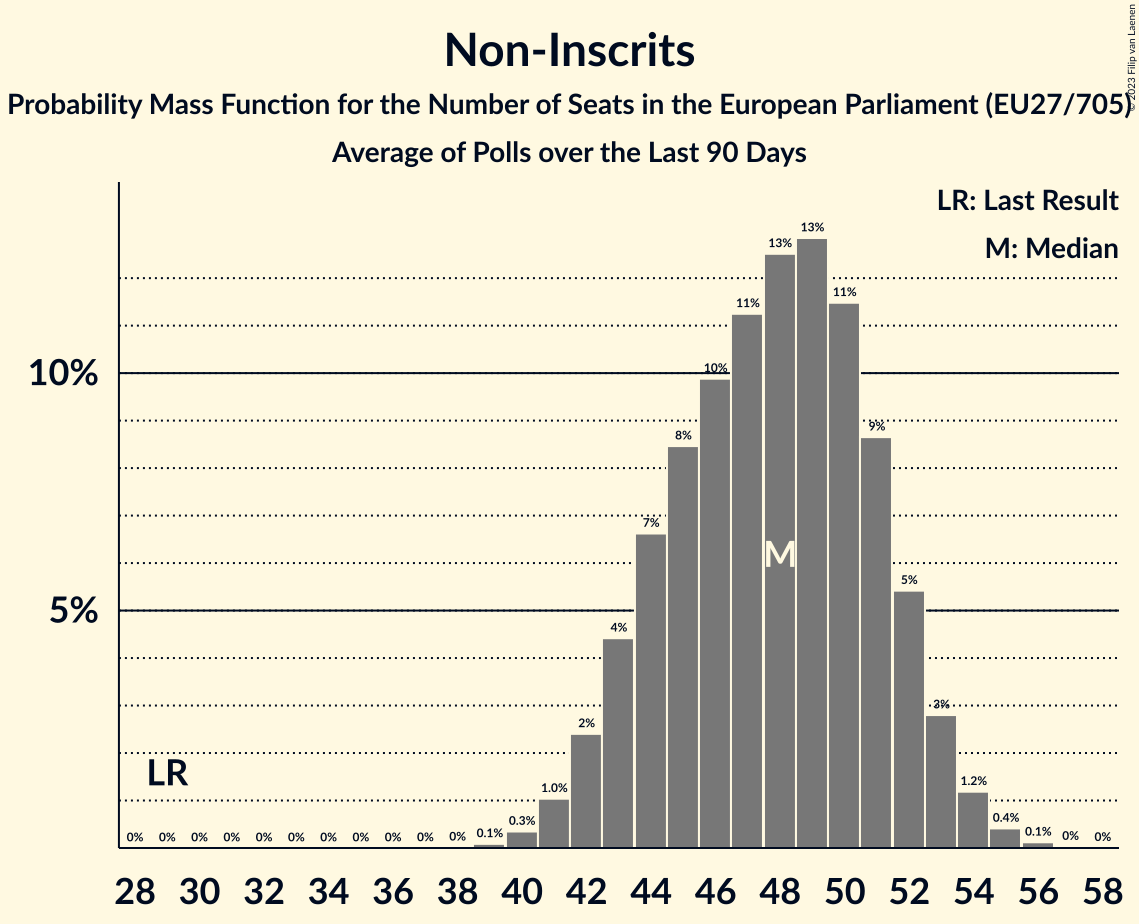 Non-Inscrits
Probability Mass Function for the Number of Seats in the European Parliament (EU27/705)
Average of Polls over the Last 90 Days
© 2023 Filip van Laenen
LR: Last Result
M: Median
10%
5%
LR
M
0% 0% 0% 0% 0% 0% 0% 0% 0% 0% 0% 0.1% 0.3% 1.0% 2% 4% 7% 8% 10% 11% 13% 13% 11% 9% 5% 3% 1.2% 0.4% 0.1% 0% 0%
28 30 32 34 36 38 40 42 44 46 48 50 52 54 56 58